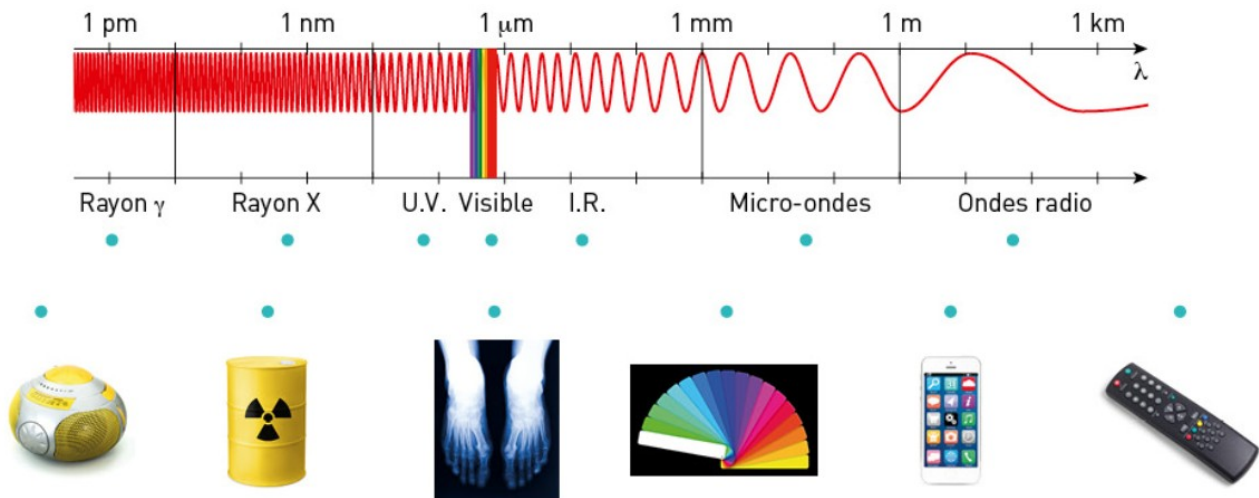 1 pm 1 nm 1 μm 1 mm 1 m 1 km
λ
Rayon γ Rayon X U.V. Visible I.R. Micro-ondes Ondes radio